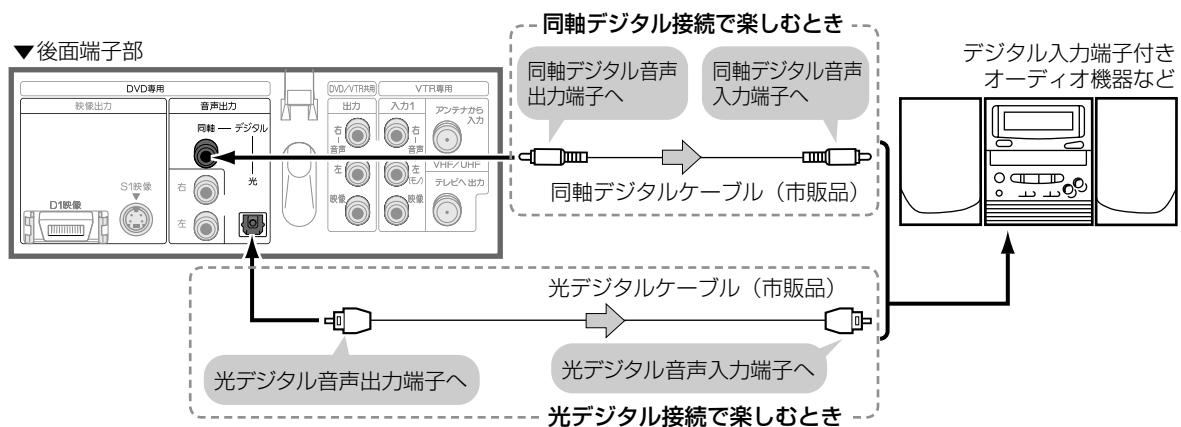 同軸デジタル接続で楽しむとき
▼後面端子部
同軸デジタル音声
出力端子へ
同軸デジタル音声
入力端子へ
デジタル入力端子付き
オーディオ機器など
DVD専用
DVD/VTR共用
VTR専用
映像出力
音声出力
出力
入力1
アンテナから
入力
同軸
デジタル
光
右
左
S1映像
▼
D1映像
右
音声
左
映像
右
音声
左
(モノ)
映像
VHF/UHF
テレビへ出力
同軸デジタルケーブル(市販品)
光デジタルケーブル(市販品)
光デジタル音声出力端子へ
光デジタル音声入力端子へ
光デジタル接続で楽しむとき